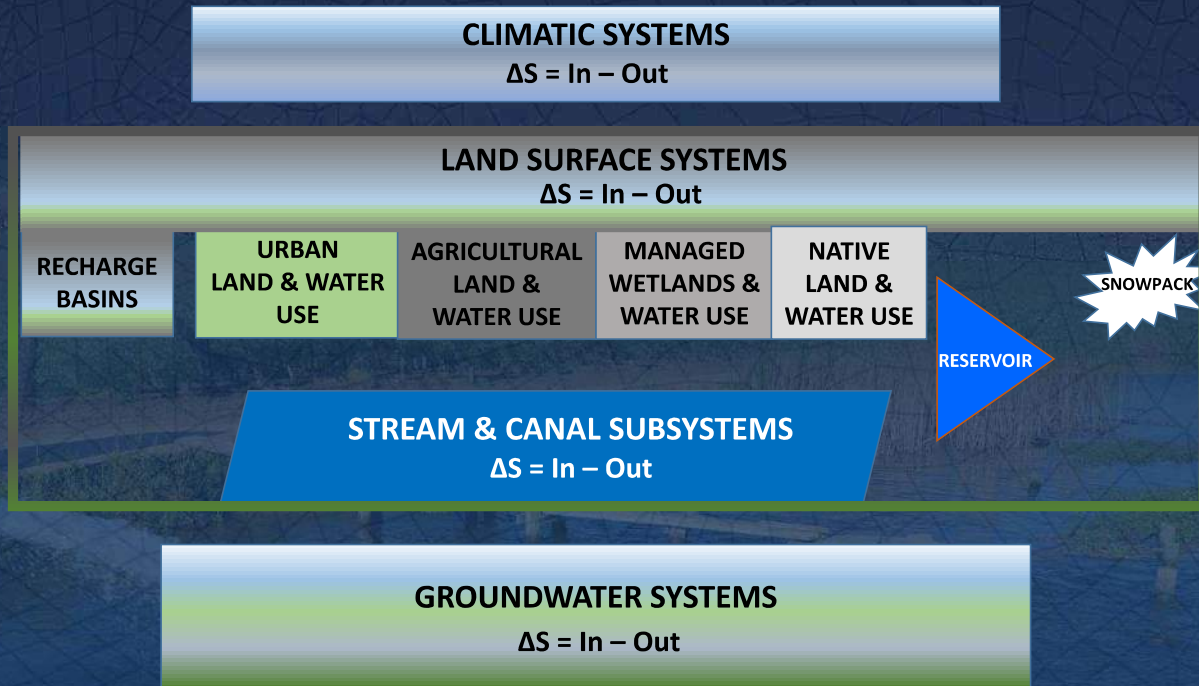 CLIMATIC SYSTEMS
ΔS = In – Out
LAND SURFACE SYSTEMS
ΔS = In – Out
RECHARGE
BASINS
URBAN
LAND & WATER
USE
AGRICULTURAL
LAND &
WATER USE
MANAGED
WETLANDS &
WATER USE
NATIVE
LAND &
WATER USE
SNOWPACK
RESERVOIR
STREAM & CANAL SUBSYSTEMS
ΔS = In – Out
GROUNDWATER SYSTEMS
ΔS = In – Out